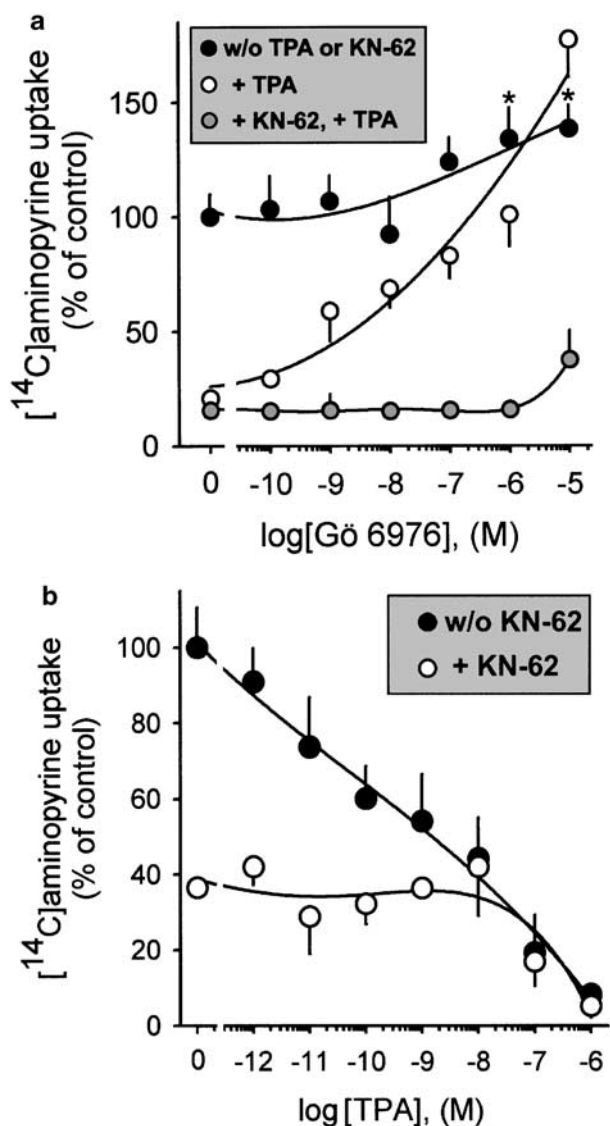 a
w/o TPA or KN-62
+ TPA
+ KN-62, + TPA
[¹⁴C]aminopyrine uptake
(% of control)
150
100
50
0
* *
0 -10 -9 -8 -7 -6 -5
log[Gö 6976], (M)
b
w/o KN-62
+ KN-62
[¹⁴C]aminopyrine uptake
(% of control)
100
80
60
40
20
0
0 -12 -11 -10 -9 -8 -7 -6
log[TPA], (M)